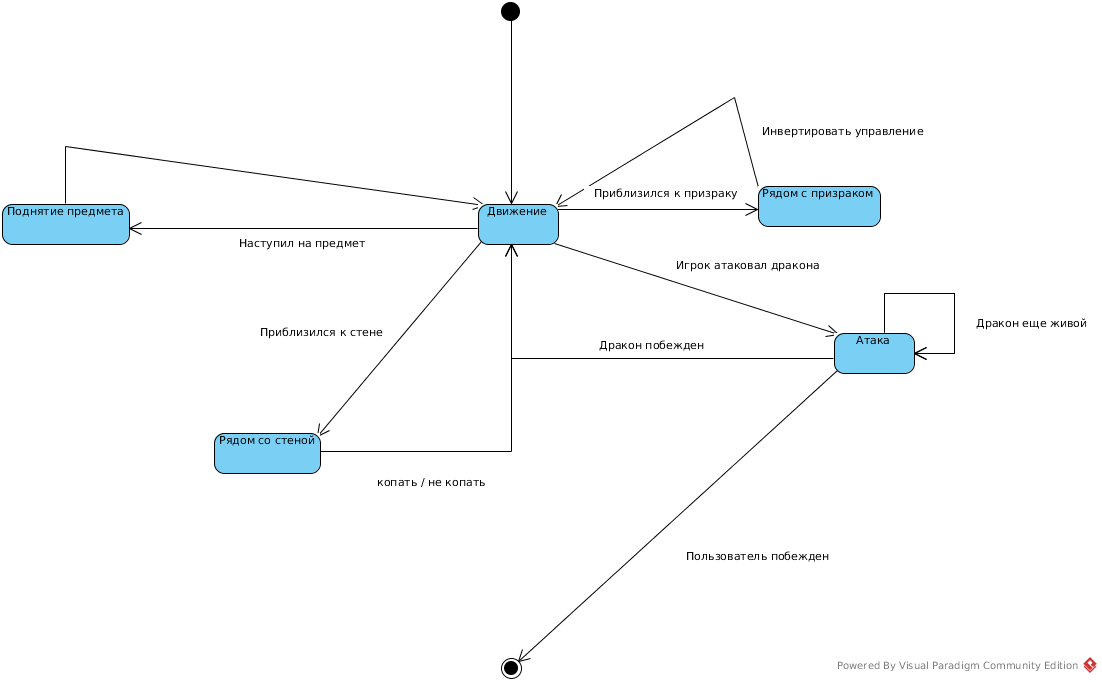 Инвертировать управление
Приблизился к призраку
Рядом с призраком
Поднятие предмета
Движение
Наступил на предмет
Игрок атаковал дракона
Дракон еще живой
Приблизился к стене
Дракон побежден
Атака
Рядом со стеной
копать / не копать
Пользователь побежден
Powered By Visual Paradigm Community Edition